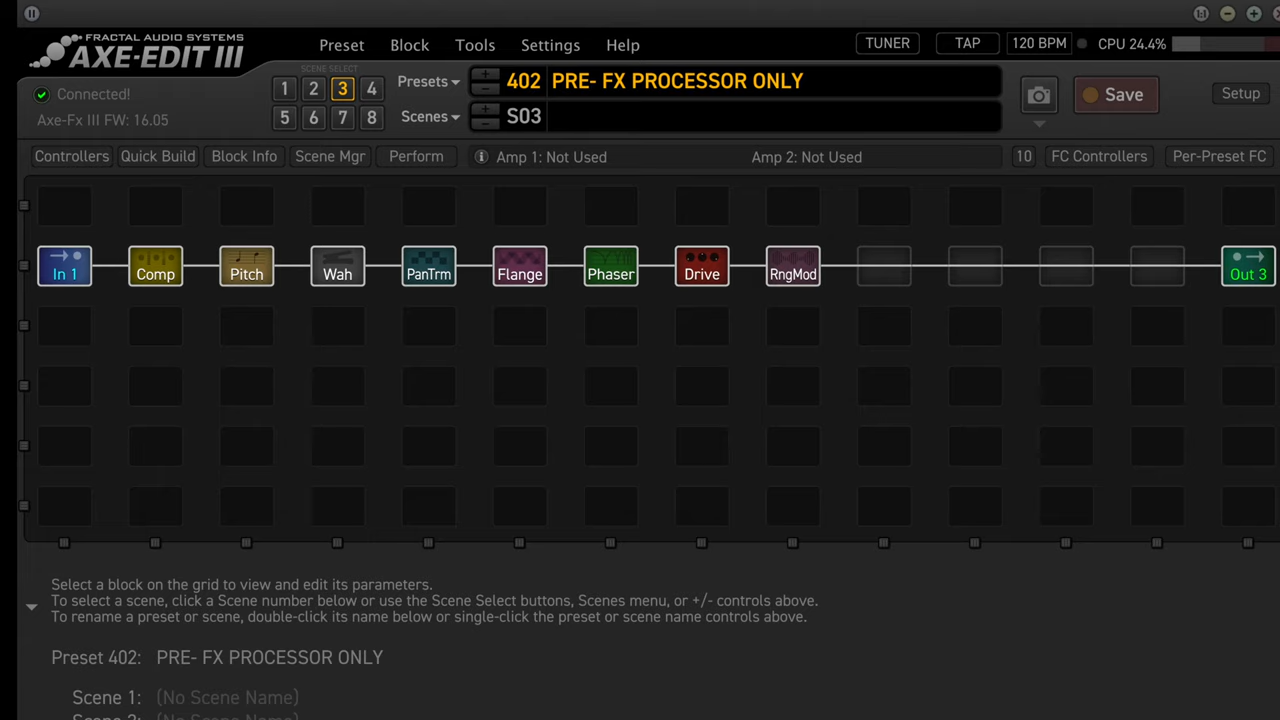 1:1
FRACTAL AUDIO SYSTEMS
AXE-EDIT III
Preset Block Tools Settings Help
TUNER TAP 120 BPM CPU 24.4%
SCENE SELECT
1 2 3 4
5 6 7 8
Presets 402 PRE- FX PROCESSOR ONLY
Scenes S03
Connected!
Axe-Fx III FW: 16.05
Save
Setup
Controllers Quick Build Block Info Scene Mgr Perform Amp 1: Not Used Amp 2: Not Used 10 FC Controllers Per-Preset FC
In 1 Comp Pitch Wah PanTrm Flange Phaser Drive RngMod Out 3
Select a block on the grid to view and edit its parameters.
To select a scene, click a Scene number below or use the Scene Select buttons, Scenes menu, or +/- controls above.
To rename a preset or scene, double-click its name below or single-click the preset or scene name controls above.
Preset 402: PRE- FX PROCESSOR ONLY
Scene 1: (No Scene Name)
Scene 2: (No Scene Name)